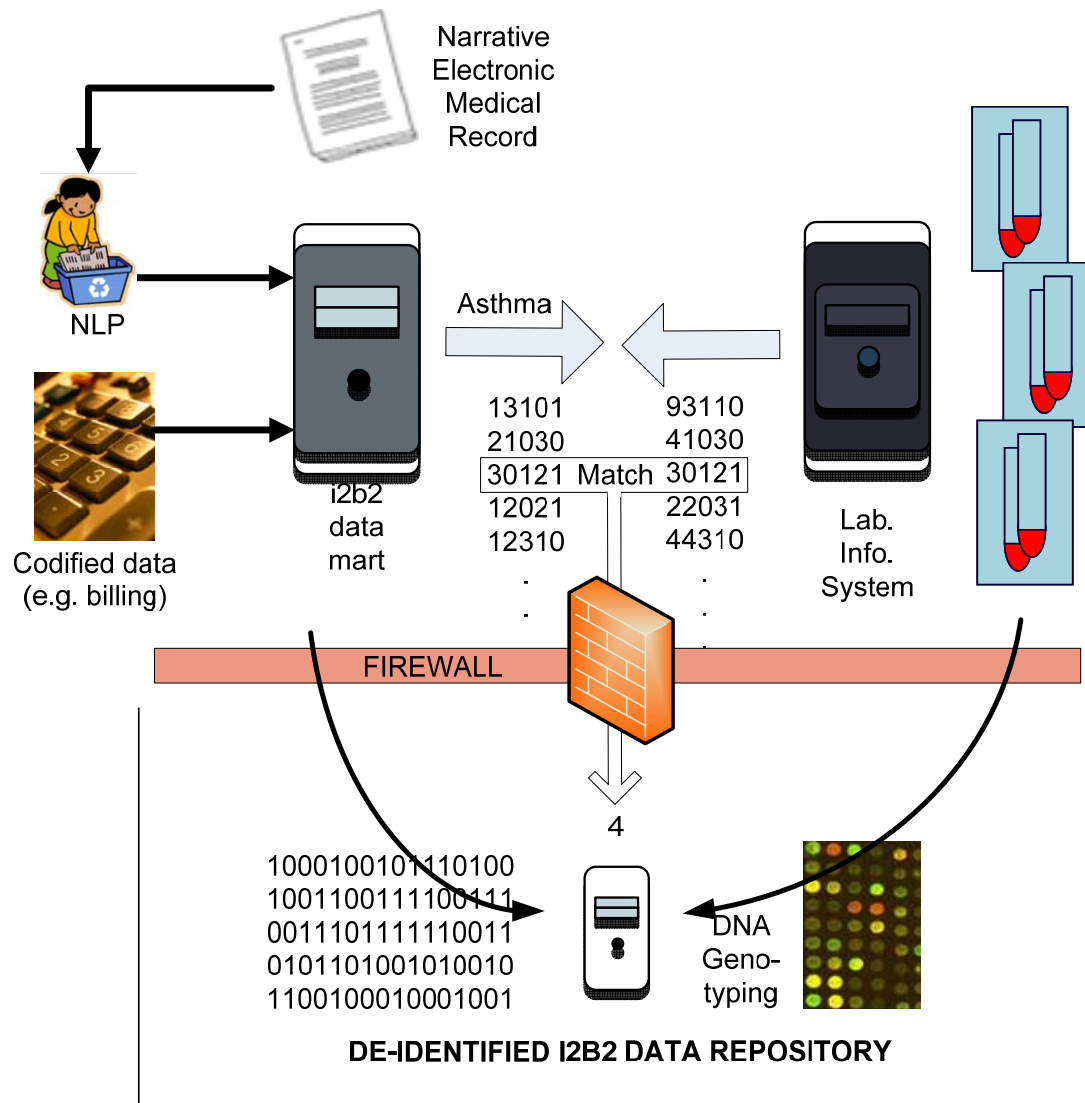 Narrative
Electronic
Medical
Record
NLP
Codified data
(e.g. billing)
i2b2
data
mart
Asthma
13101
21030
30121
12021
12310
.
.
Match
93110
41030
30121
22031
44310
.
.
.
Lab.
Info.
System
FIREWALL
4
1000100101110100
1001100111100111
0011101111110011
0101101001010010
1100100010001001
DNA
Geno-
typing
DE-IDENTIFIED I2B2 DATA REPOSITORY